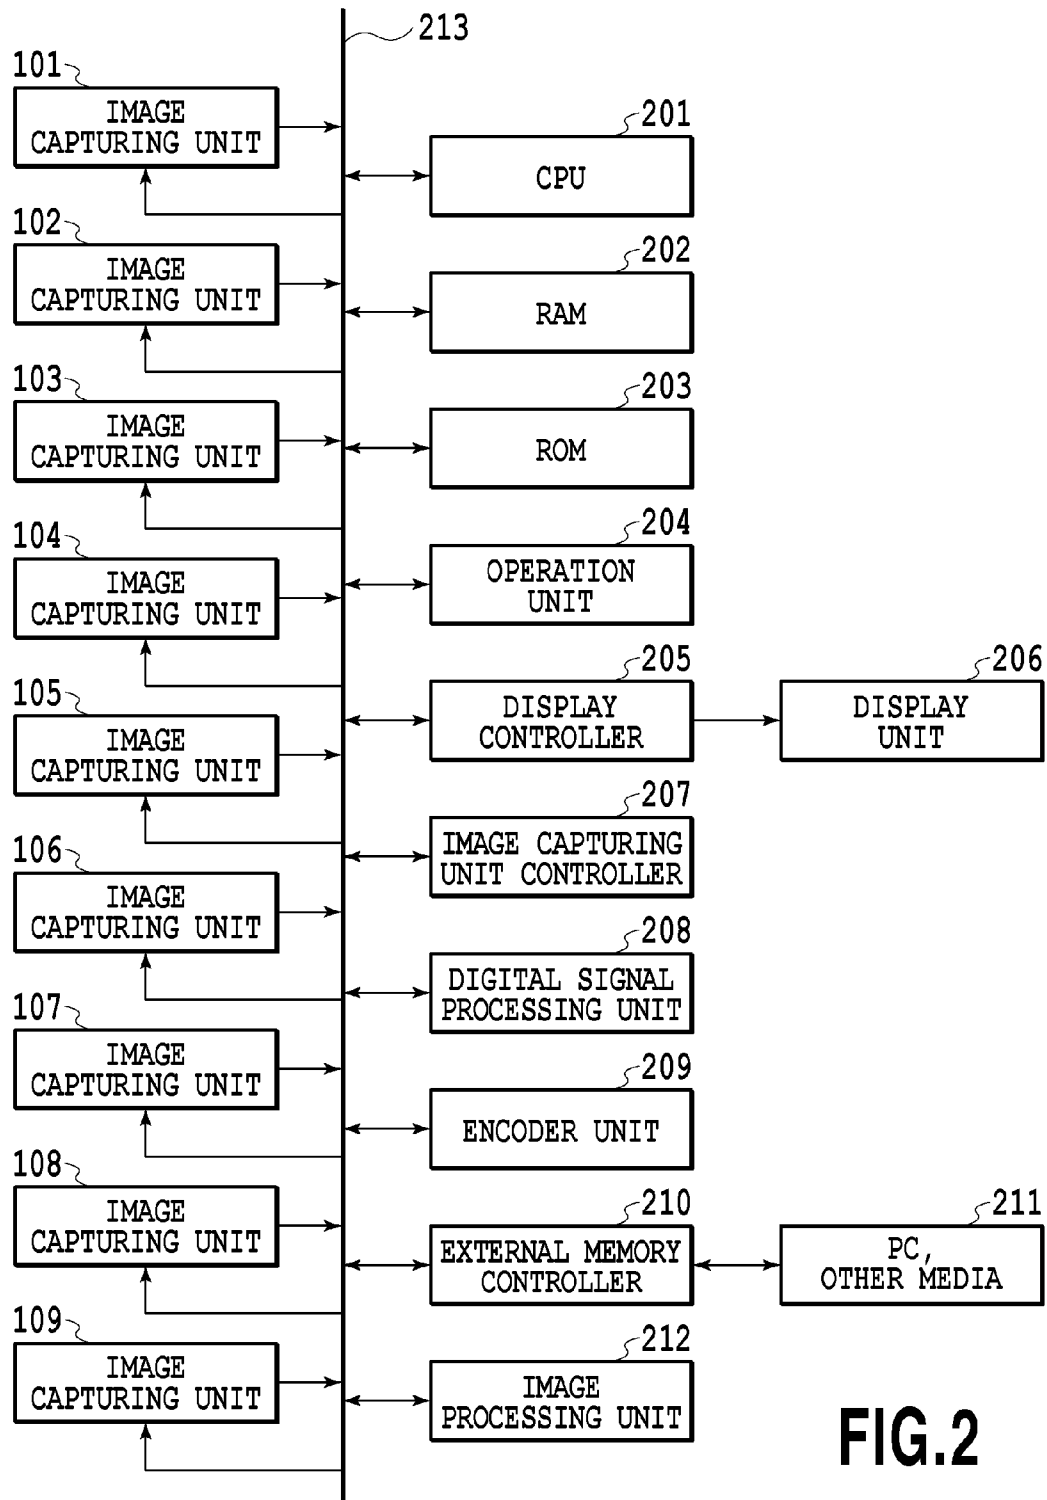 213
101
IMAGE
CAPTURING UNIT
102
IMAGE
CAPTURING UNIT
103
IMAGE
CAPTURING UNIT
104
IMAGE
CAPTURING UNIT
105
IMAGE
CAPTURING UNIT
106
IMAGE
CAPTURING UNIT
107
IMAGE
CAPTURING UNIT
108
IMAGE
CAPTURING UNIT
109
IMAGE
CAPTURING UNIT
201
CPU
202
RAM
203
ROM
204
OPERATION
UNIT
205
DISPLAY
CONTROLLER
206
DISPLAY
UNIT
207
IMAGE CAPTURING
UNIT CONTROLLER
208
DIGITAL SIGNAL
PROCESSING UNIT
209
ENCODER UNIT
210
EXTERNAL MEMORY
CONTROLLER
211
PC,
OTHER MEDIA
212
IMAGE
PROCESSING UNIT
FIG.2